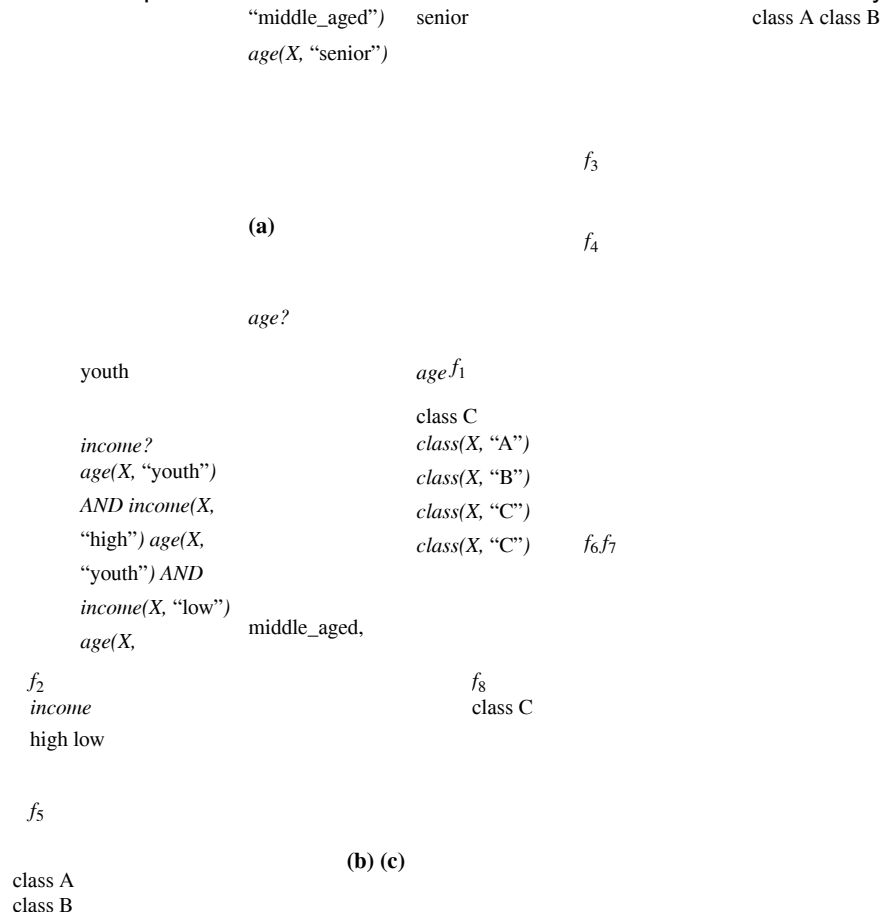 “middle_aged”) senior class A class B
age(X, “senior”)
f3
(a)
f4
age?
youth
age f1
class C
income?
class(X, “A”)
age(X, “youth”)
class(X, “B”)
AND income(X,
class(X, “C”)
“high”) age(X,
class(X, “C”)
f6f7
“youth”) AND
income(X, “low”)
middle_aged,
age(X,
f2
f8
income
class C
high low
f5
(b) (c)
class A
class B